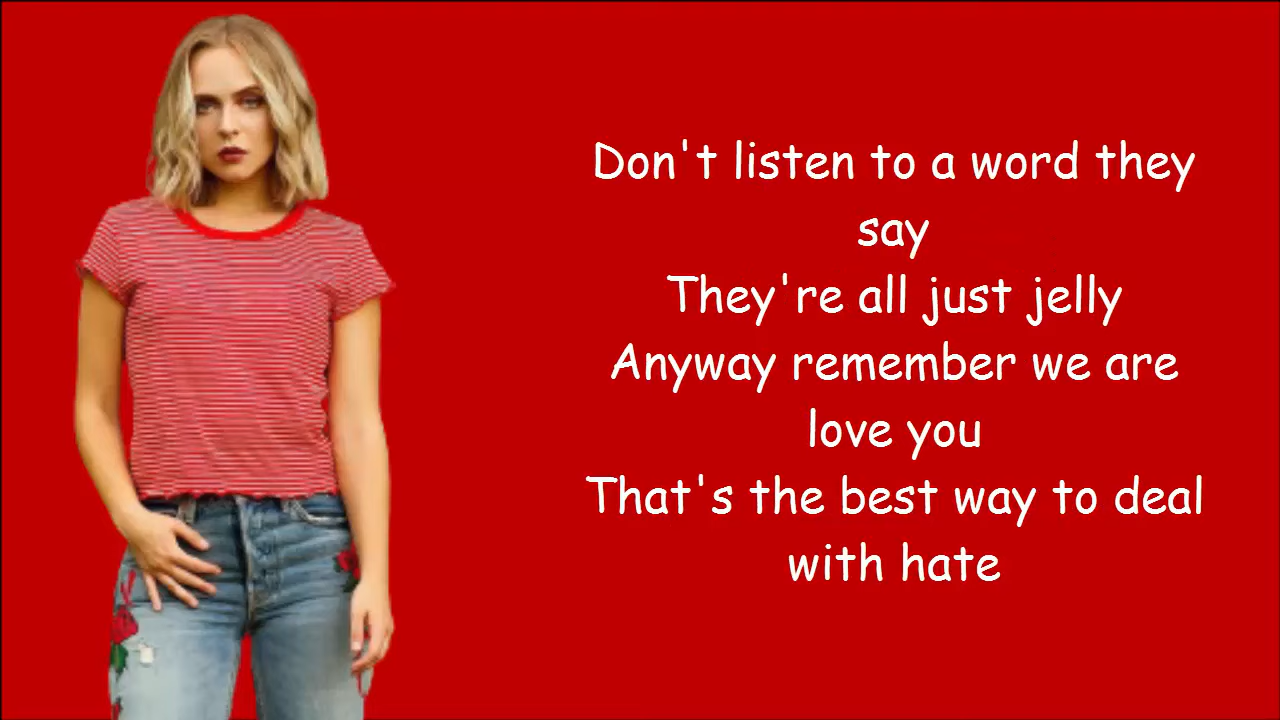 Don't listen to a word they
say
They're all just jelly
Anyway remember we are
love you
That's the best way to deal
with hate